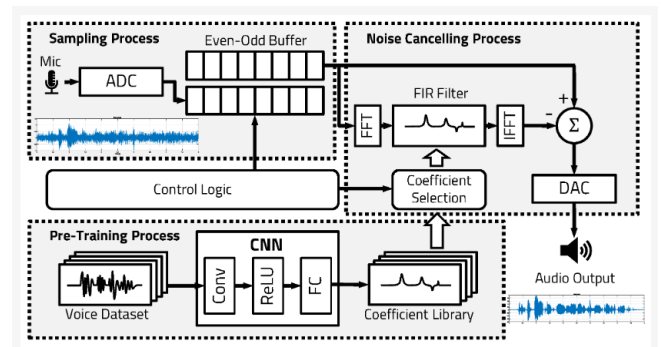 Sampling Process
Even-Odd Buffer
Noise Cancelling Process
Mic
ADC
FIR Filter
+
FFT
IFFT
-
Σ
Control Logic
Coefficient
Selection
DAC
Pre-Training Process
CNN
Conv
ReLU
FC
Audio Output
Voice Dataset
Coefficient Library